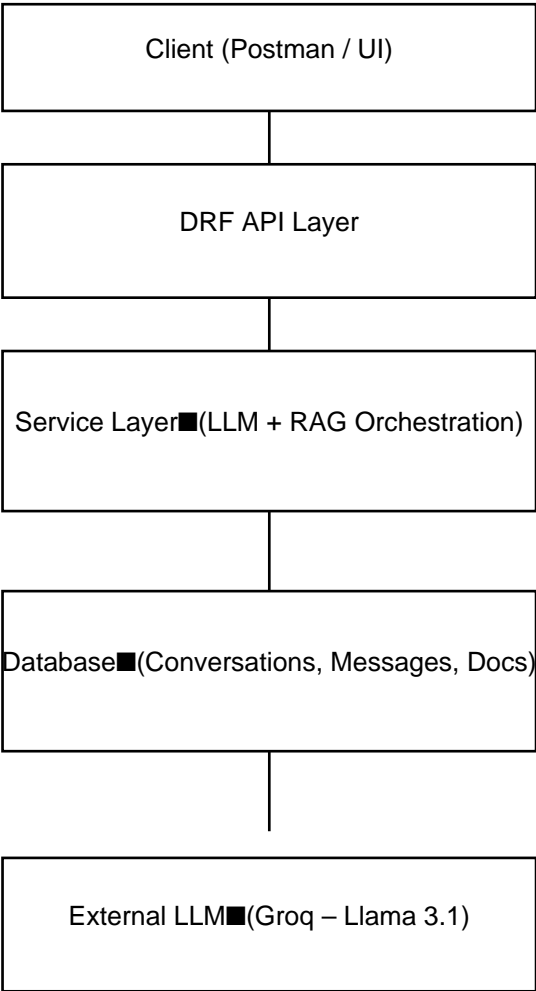 Client (Postman / UI)
DRF API Layer
Service Layer■(LLM + RAG Orchestration)
Database■(Conversations, Messages, Docs)
External LLM■(Groq – Llama 3.1)